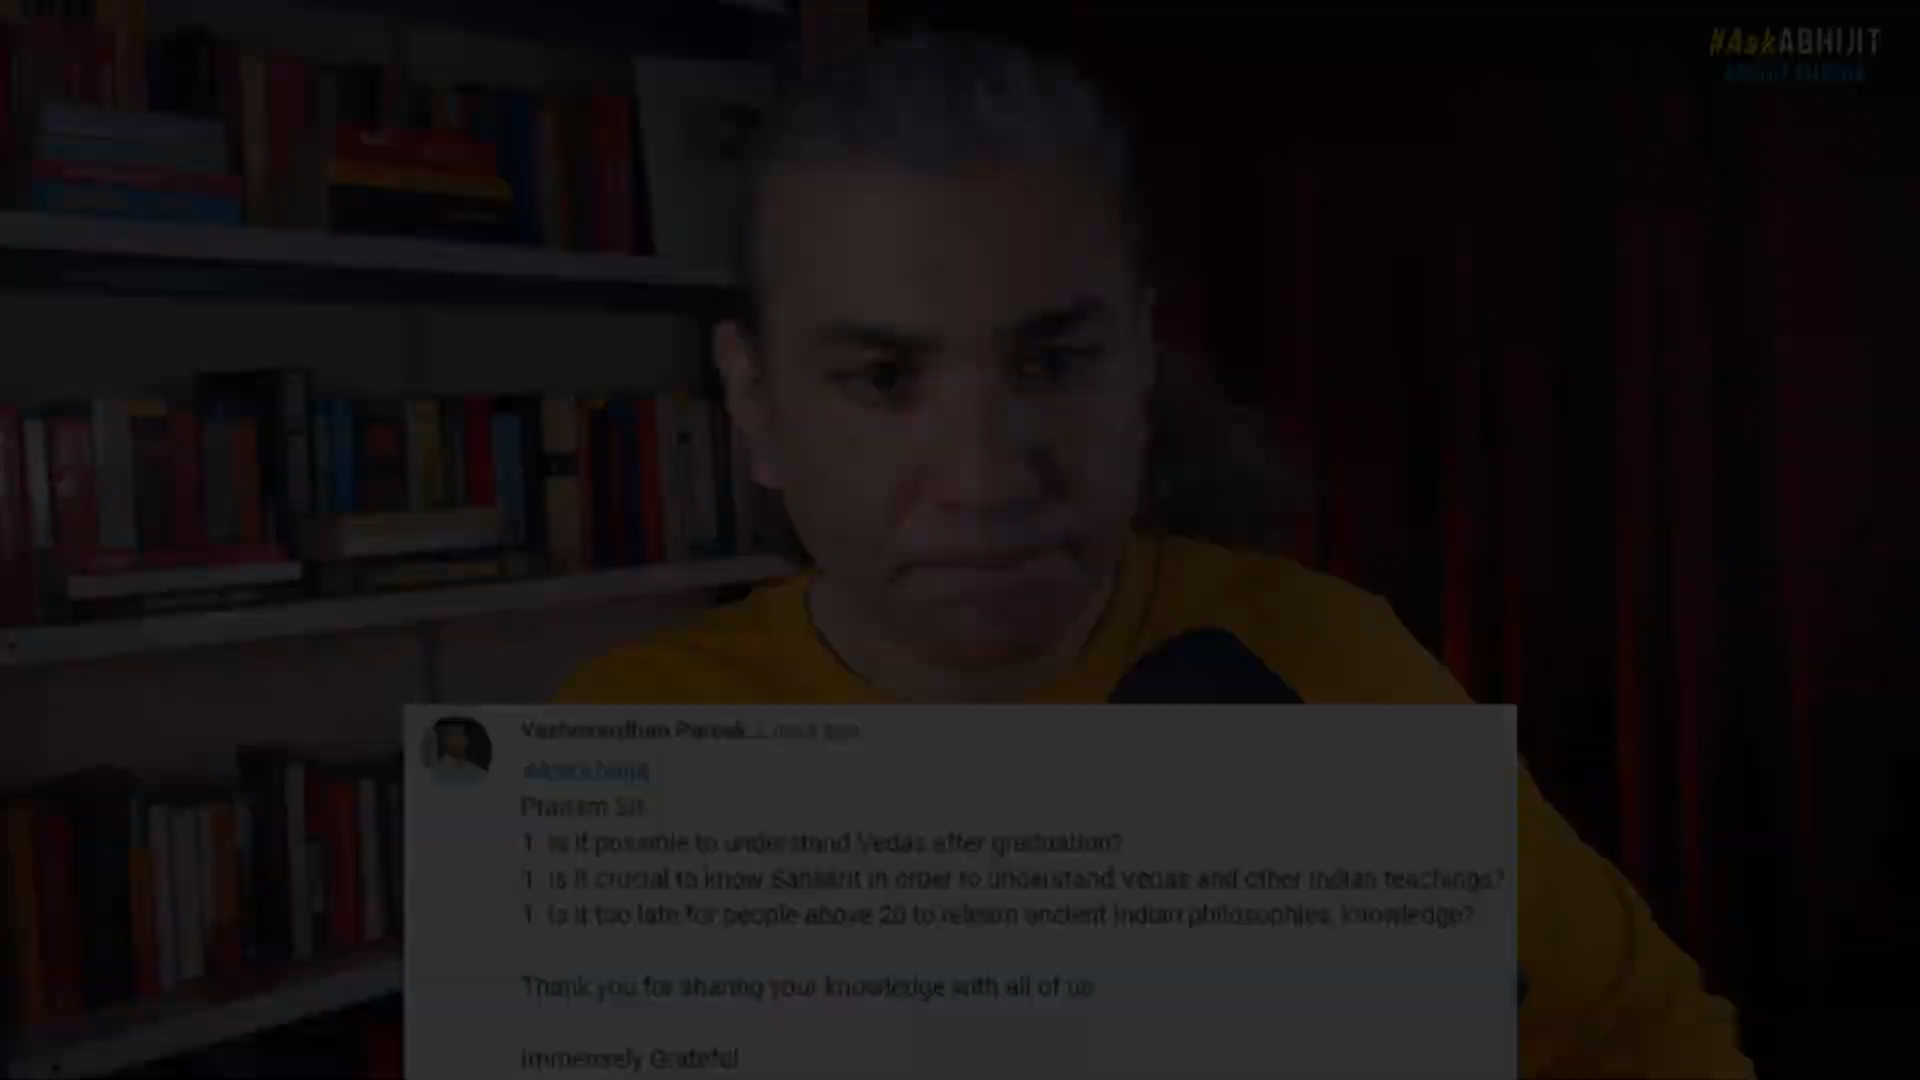 #AskABHIJIT
Pranam Sir
1. Is it possible to understand Vedas after graduation?
1. Is it crucial to know Sanskrit in order to understand Vedas and other Indian teachings?
1. Is it too late for people above 20 to relearn ancient Indian philosophies, knowledge?
Thank you for sharing your knowledge with all of us
Immensely Grateful